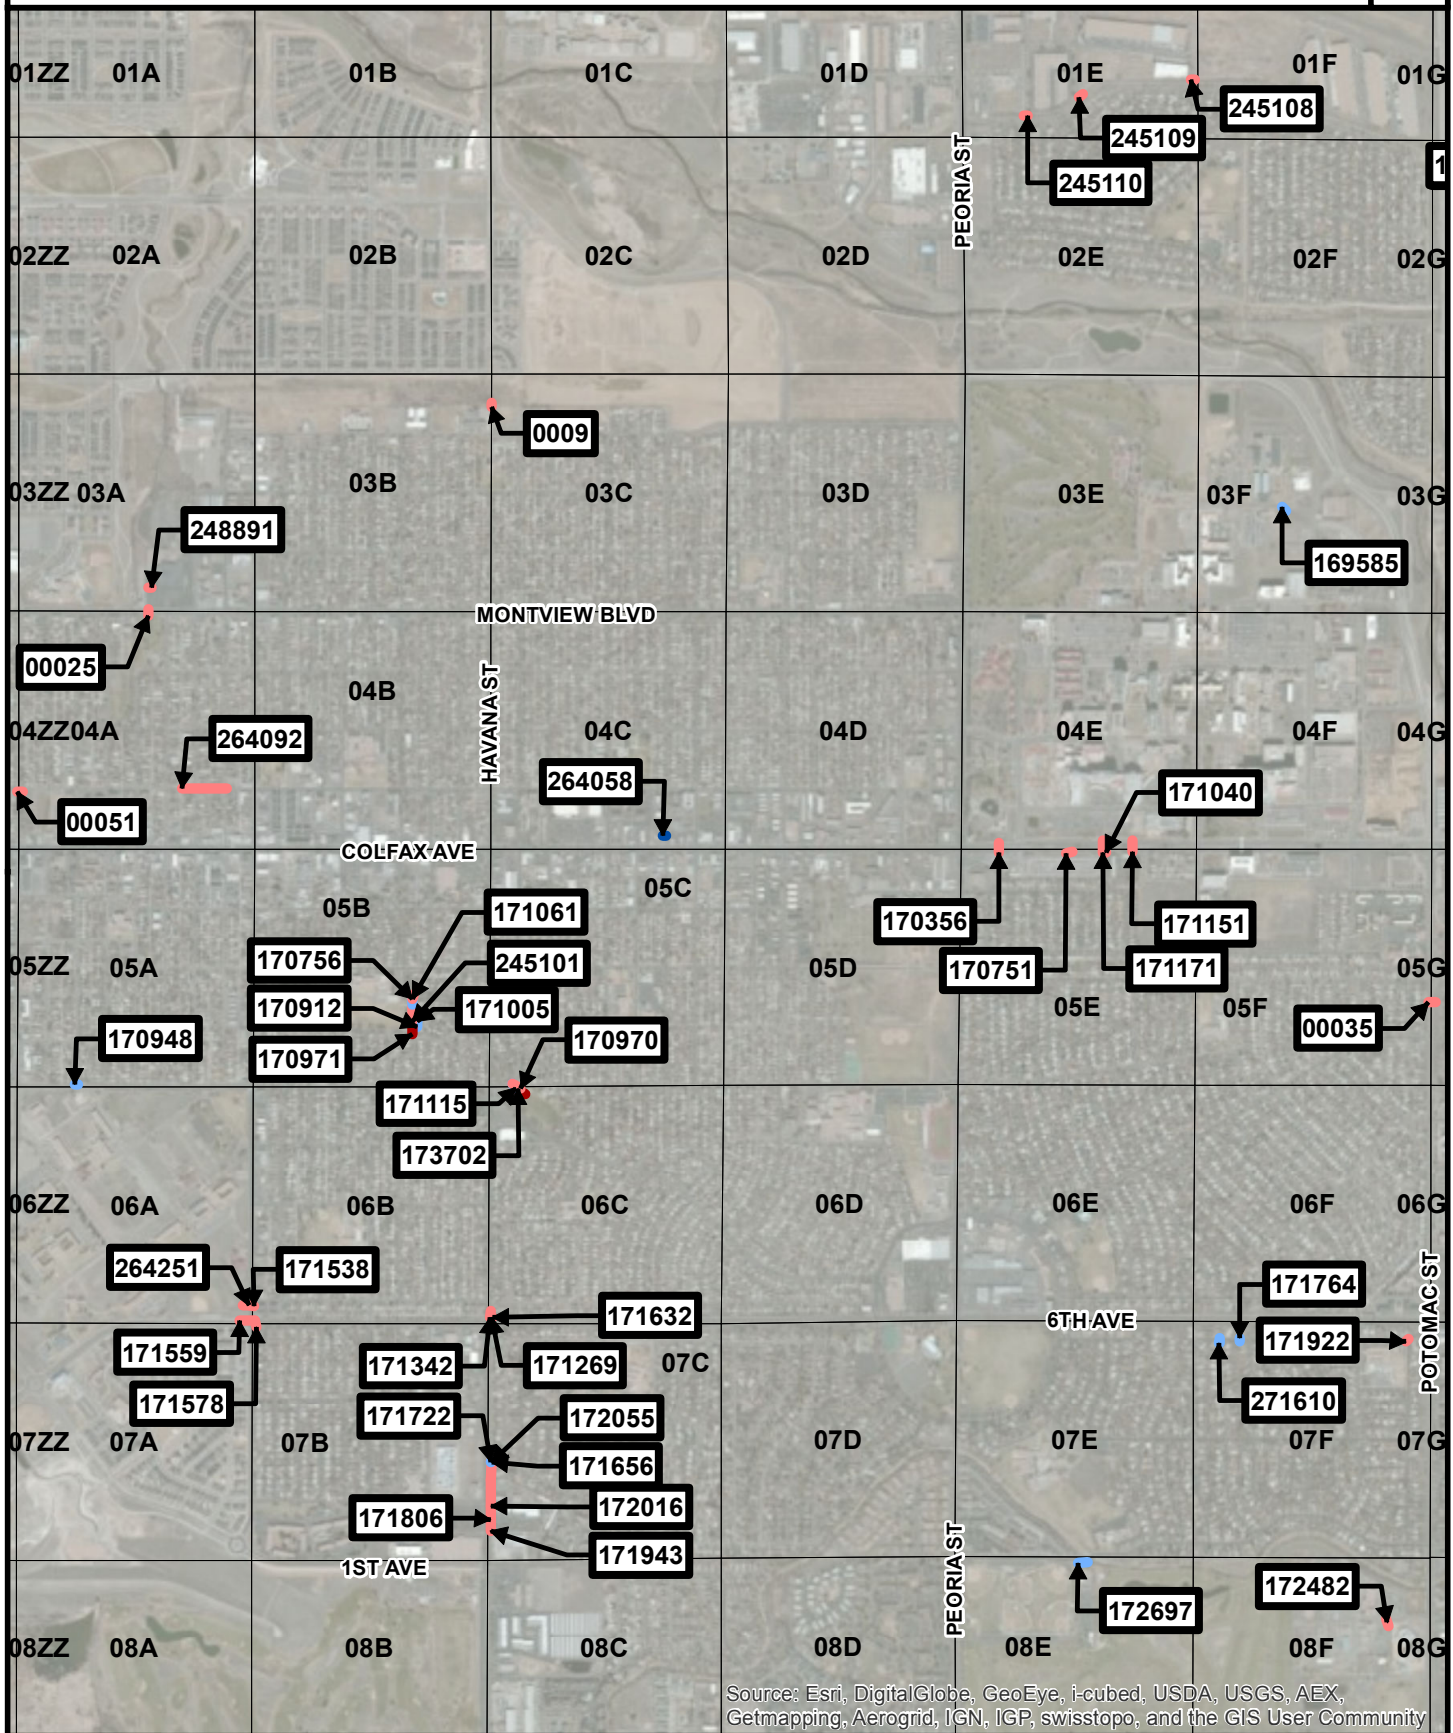 01ZZ 01A 01B 01C 01D 01E 01F 01G
245108
245109
245110
PEORIA ST
02ZZ 02A 02B 02C 02D 02E 02F 02G
0009
03ZZ 03A 03B 03C 03D 03E 03F 03G
248891
169585
MONTVIEW BLVD
00025
HAVANA ST
04ZZ 04A 04B 04C 04D 04E 04F 04G
264092
264058
171040
00051
COLFAX AVE
05C
05B
171061
170356
171151
170756
245101
170751
171171
05ZZ 05A 05D 05E 05F 05G
170912
171005
00035
170948
170971
170970
171115
173702
06ZZ 06A 06B 06C 06D 06E 06F 06G
264251
171538
171764
POTOMAC ST
171632
6TH AVE
171559
171342
171269
07C
171922
171578
171722
172055
271610
07ZZ 07A 07B 07D 07E 07F 07G
171656
172016
171806
171943
PEORIA ST
1ST AVE
172697
172482
08ZZ 08A 08B 08C 08D 08E 08F 08G
Source: Esri, DigitalGlobe, GeoEye, i-cubed, USDA, USGS, AEX,
Getmapping, Aerogrid, IGN, IGP, swisstopo, and the GIS User Community